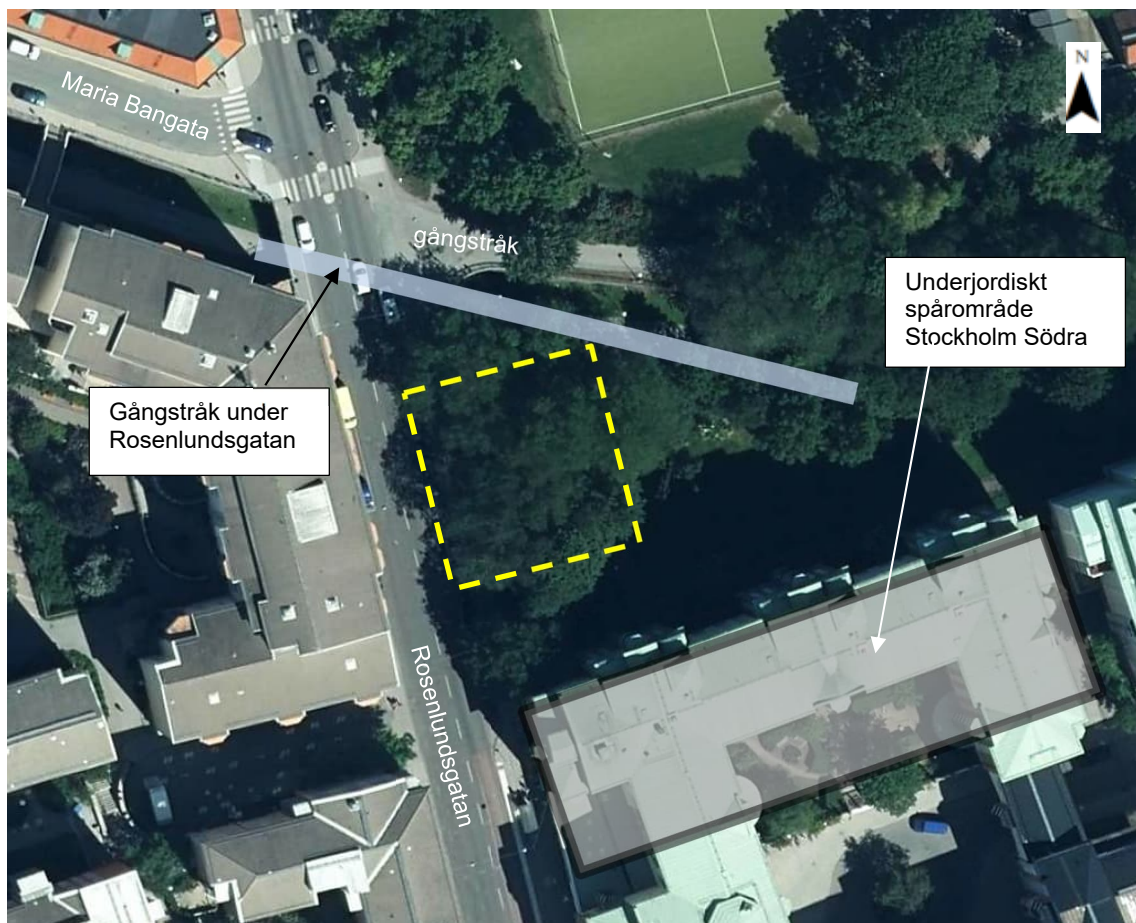 Maria Bangata
N
gångstråk
Underjordiskt
spårområde
Stockholm Södra
Gångstråk under
Rosenlundsgatan
Rosenlundsgatan